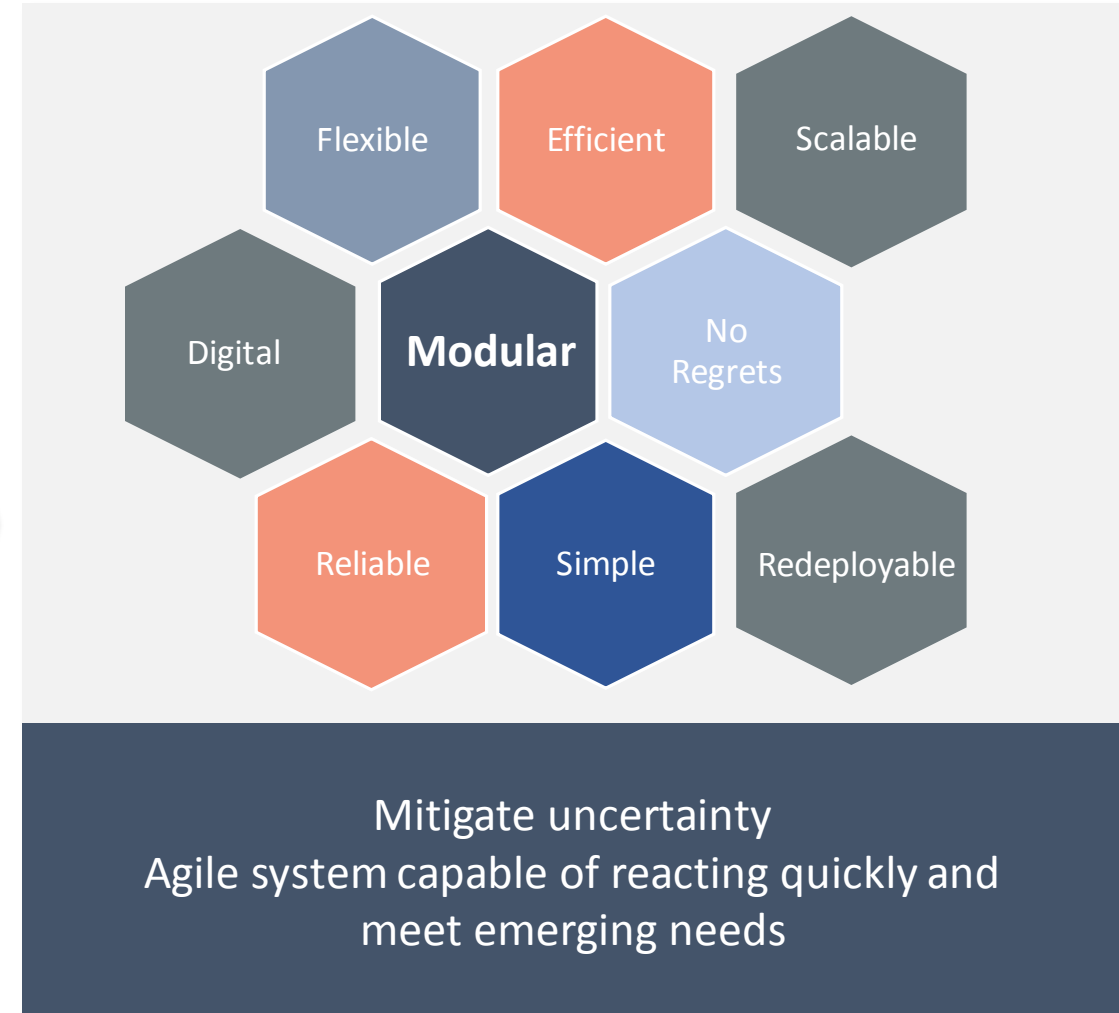 Flexible
Efficient
Scalable
Digital
Modular
No
Regrets
Reliable
Simple
Redeployable
Mitigate uncertainty
Agile system capable of reacting quickly and
meet emerging needs